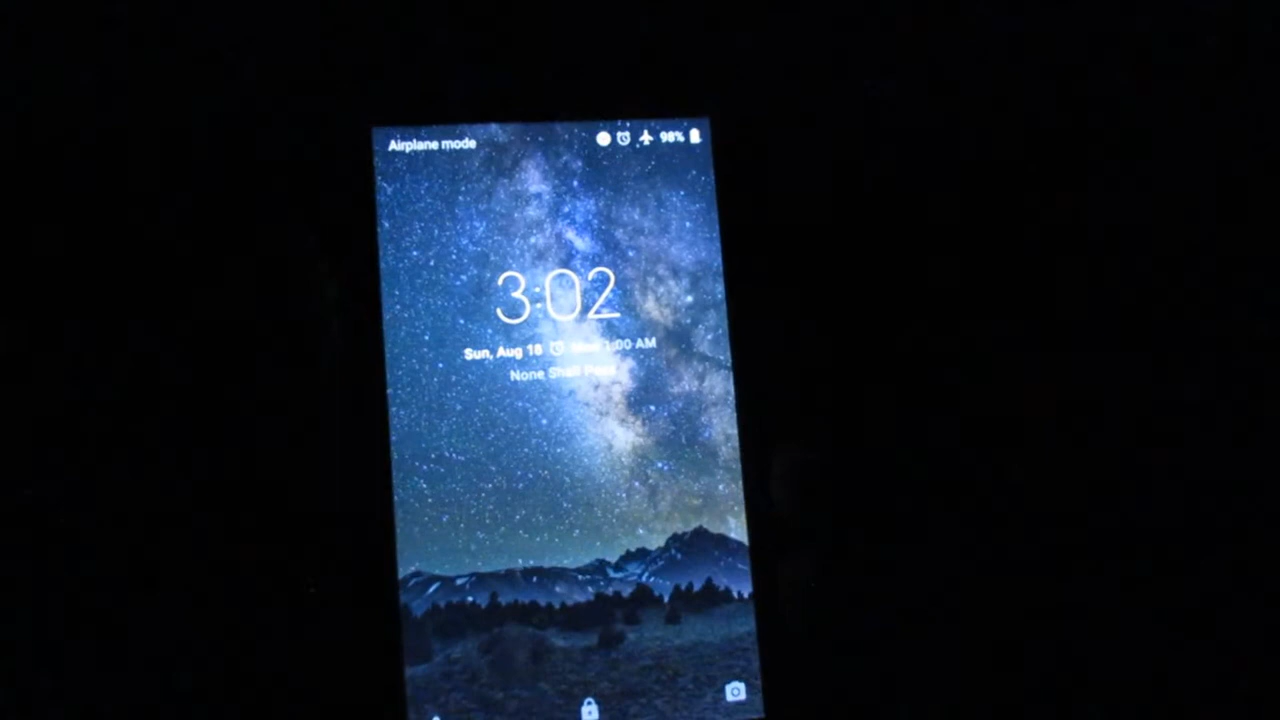 Airplane mode
98%
3:02
Sun, Aug 18 1:00 AM
None Shall Pass